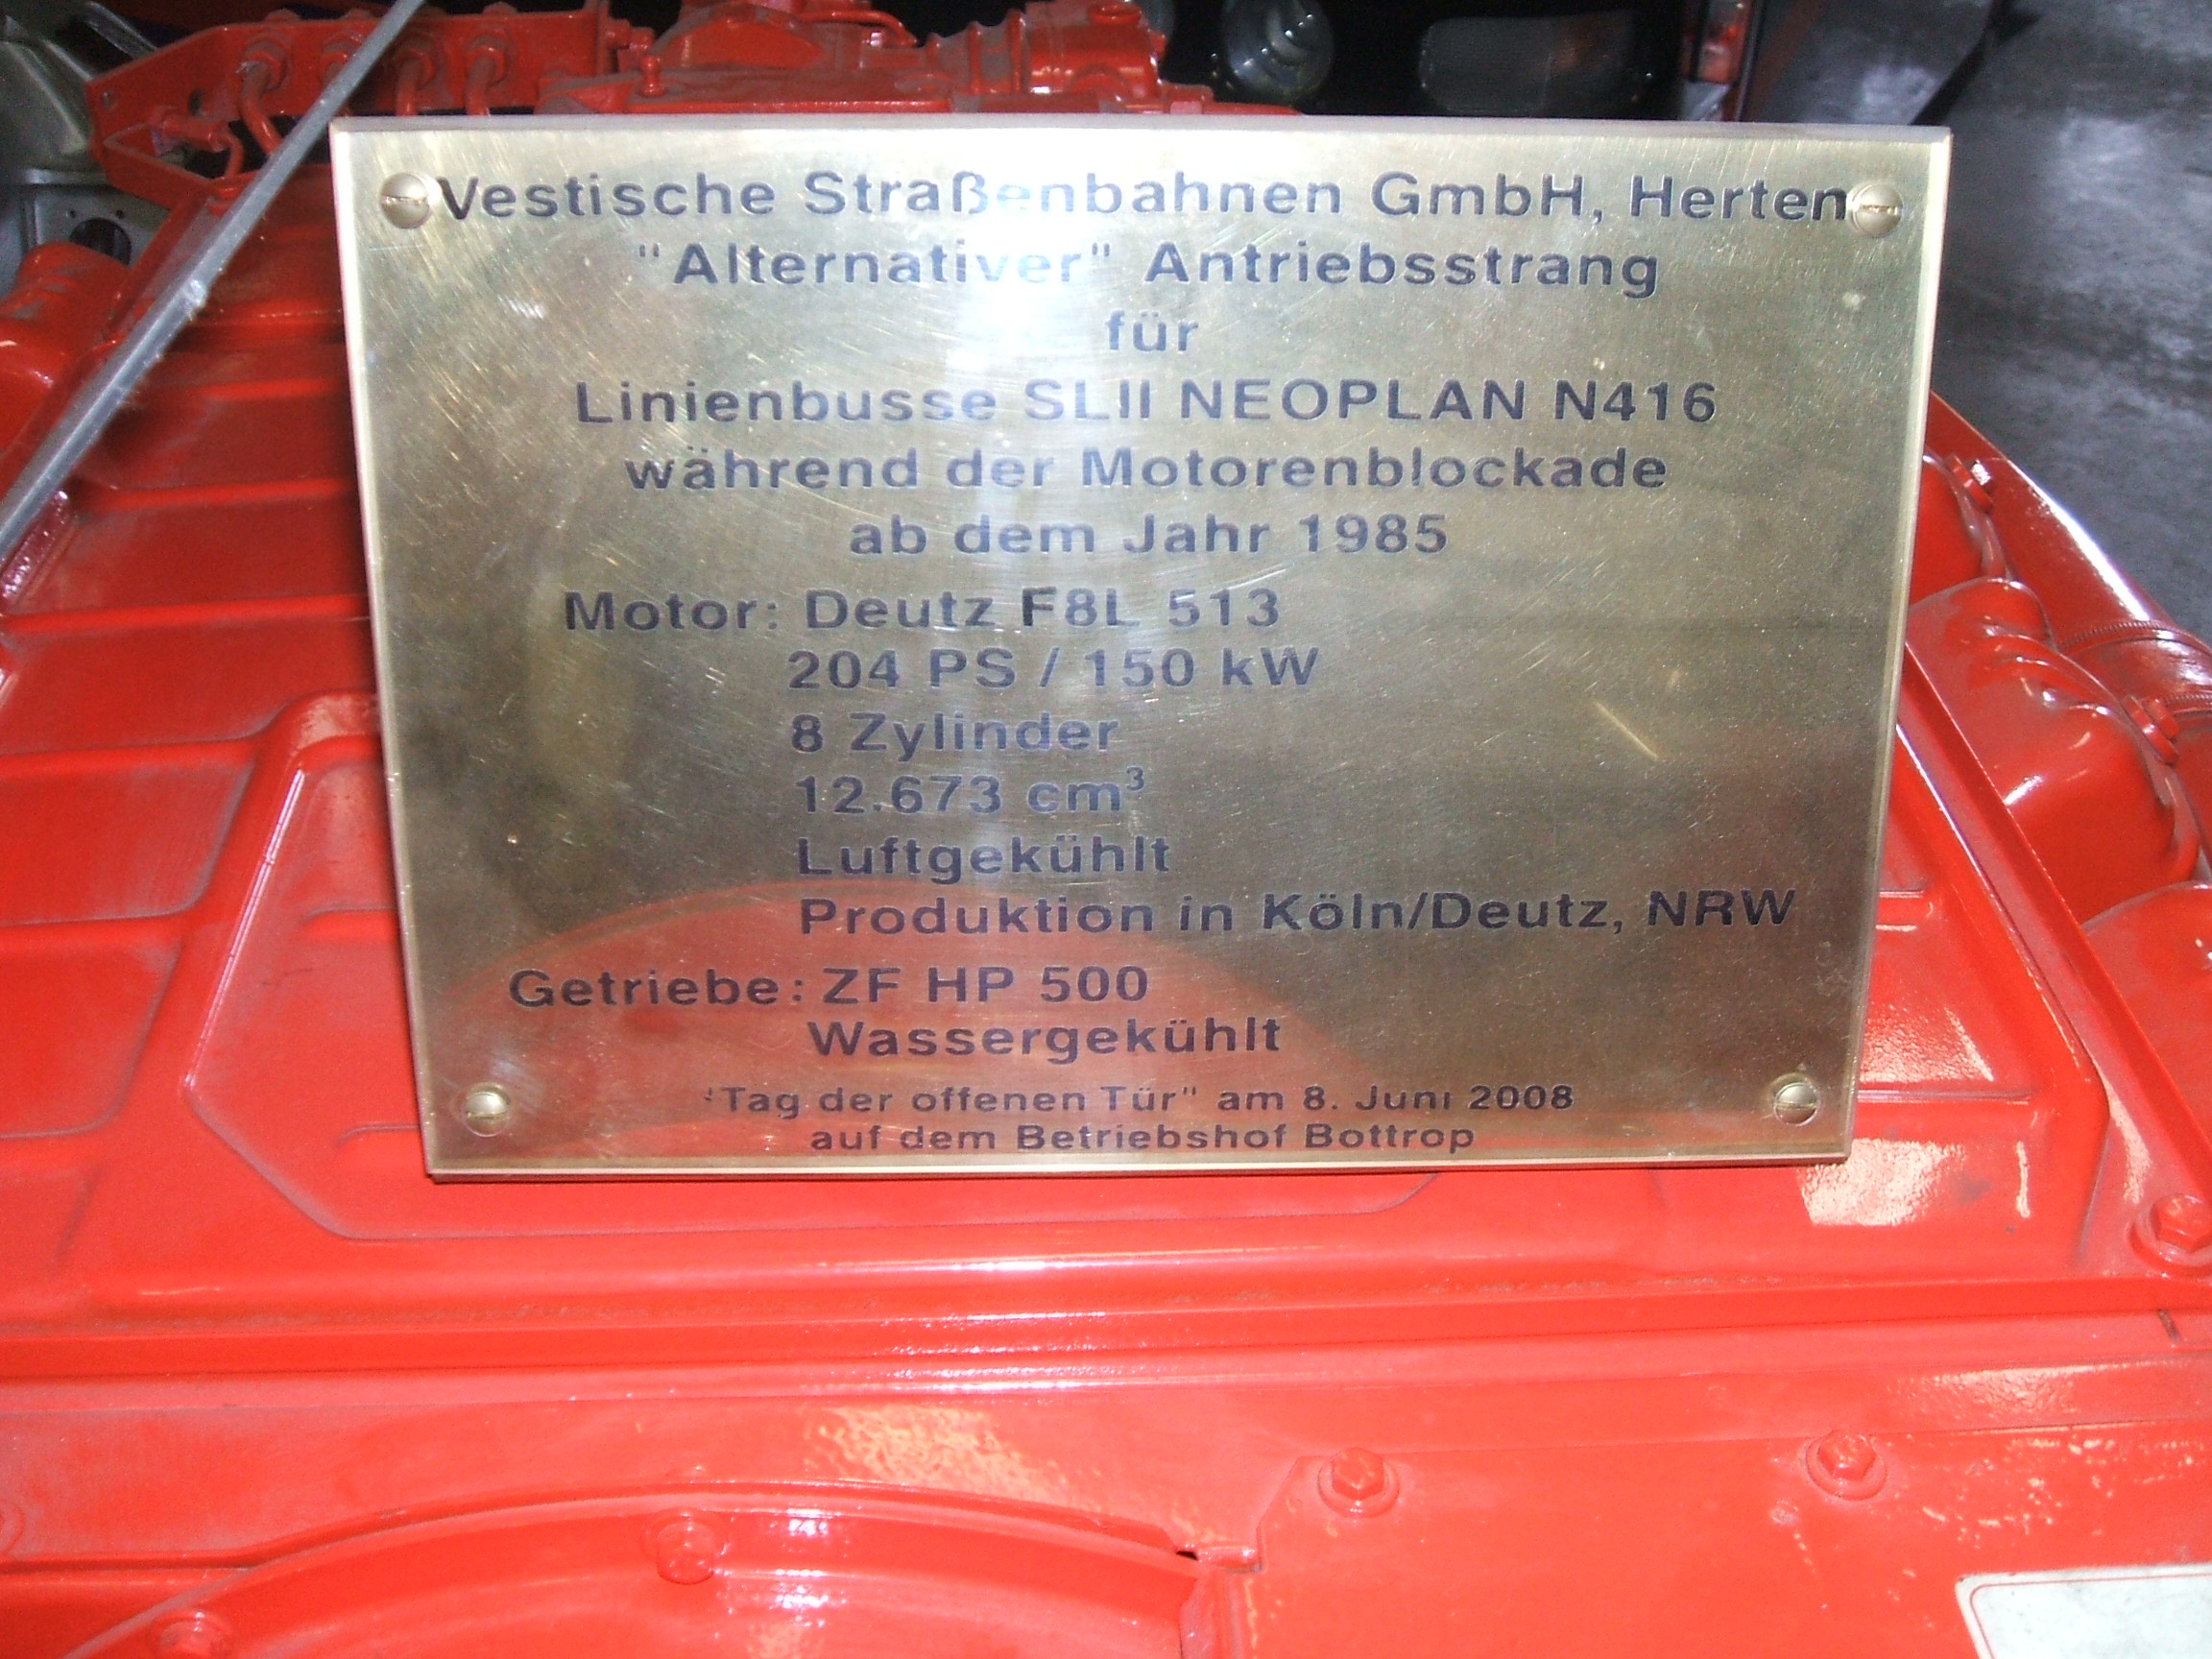 Vestische Straßenbahnen GmbH, Herten
"Alternativer" Antriebsstrang
für
Linienbusse SLII NEOPLAN N416
während der Motorenblockade
ab dem Jahr 1985
Motor: Deutz F8L 513
204 PS / 150 kW
8 Zylinder
12.673 cm³
Luftgekühlt
Produktion in Köln/Deutz, NRW
Getriebe: ZF HP 500
Wassergekühlt
"Tag der offenen Tür" am 8. Juni 2008
auf dem Betriebshof Bottrop